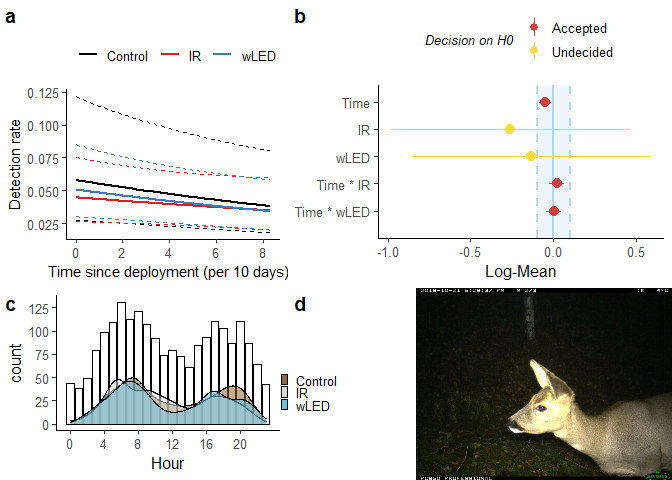 a
Control IR wLED
Detection rate
0.125
0.100
0.075
0.050
0.025
0 2 4 6 8
Time since deployment (per 10 days)
b
Decision on H0
Accepted
Undecided
Time
IR
wLED
Time * IR
Time * wLED
-1.0 -0.5 0.0 0.5
Log-Mean
c
count
125
100
75
50
25
0
0 4 8 12 16 20
Hour
Control
IR
wLED
d
PC850 PROFESSIONAL